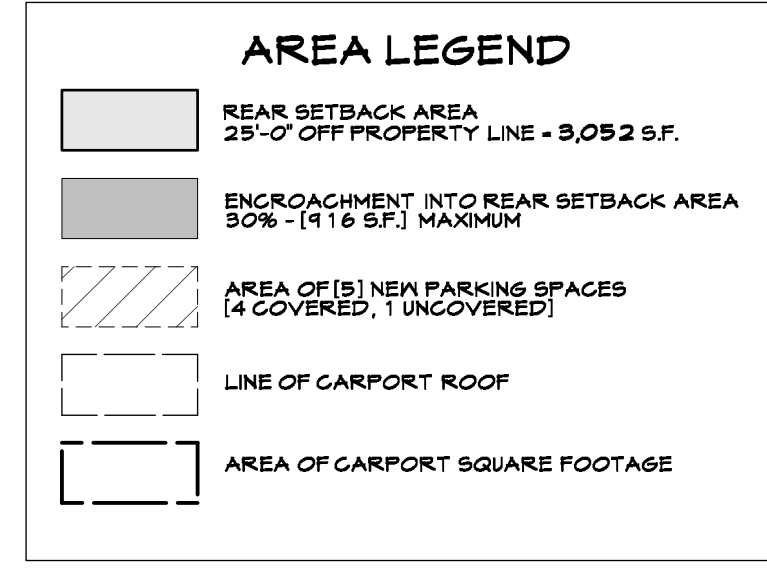 AREA LEGEND
REAR SETBACK AREA
25'-0" OFF PROPERTY LINE = 3,052 S.F.
ENCROACHMENT INTO REAR SETBACK AREA
30% - [916 S.F.] MAXIMUM
AREA OF [5] NEW PARKING SPACES
[4 COVERED, 1 UNCOVERED]
LINE OF CARPORT ROOF
AREA OF CARPORT SQUARE FOOTAGE